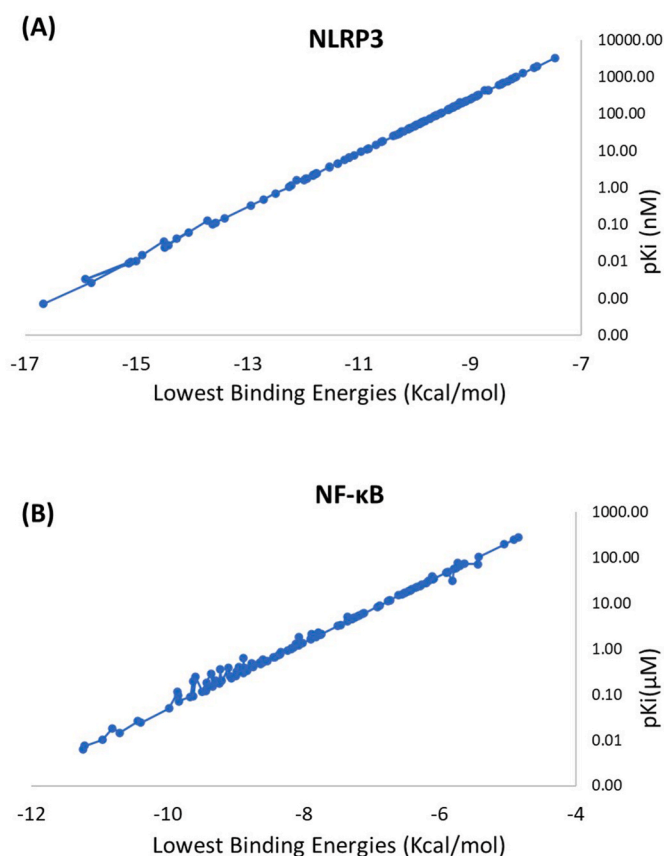 (A)
NLRP3
10000.00
1000.00
100.00
10.00
1.00
0.10
0.01
0.00
0.00
pKi (nM)
-17 -15 -13 -11 -9 -7
Lowest Binding Energies (Kcal/mol)
(B)
NF-κB
1000.00
100.00
10.00
1.00
0.10
0.01
0.00
pKi(μM)
-12 -10 -8 -6 -4
Lowest Binding Energies (Kcal/mol)